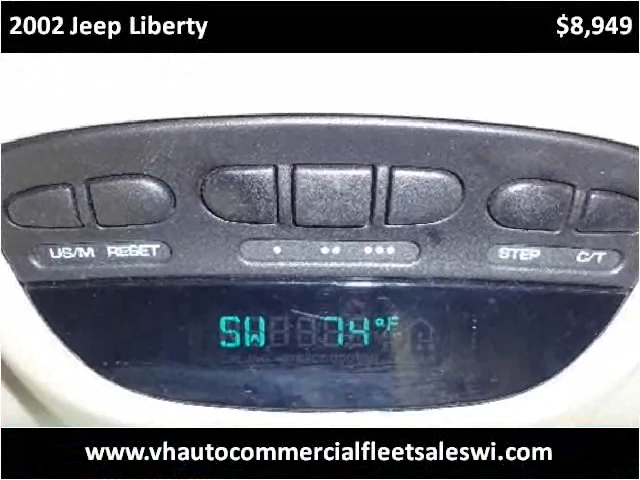 2002 Jeep Liberty $8,949
US/M RESET • •• ••• STEP C/T
SW 74°F
www.vhautocommercialfleetsaleswi.com